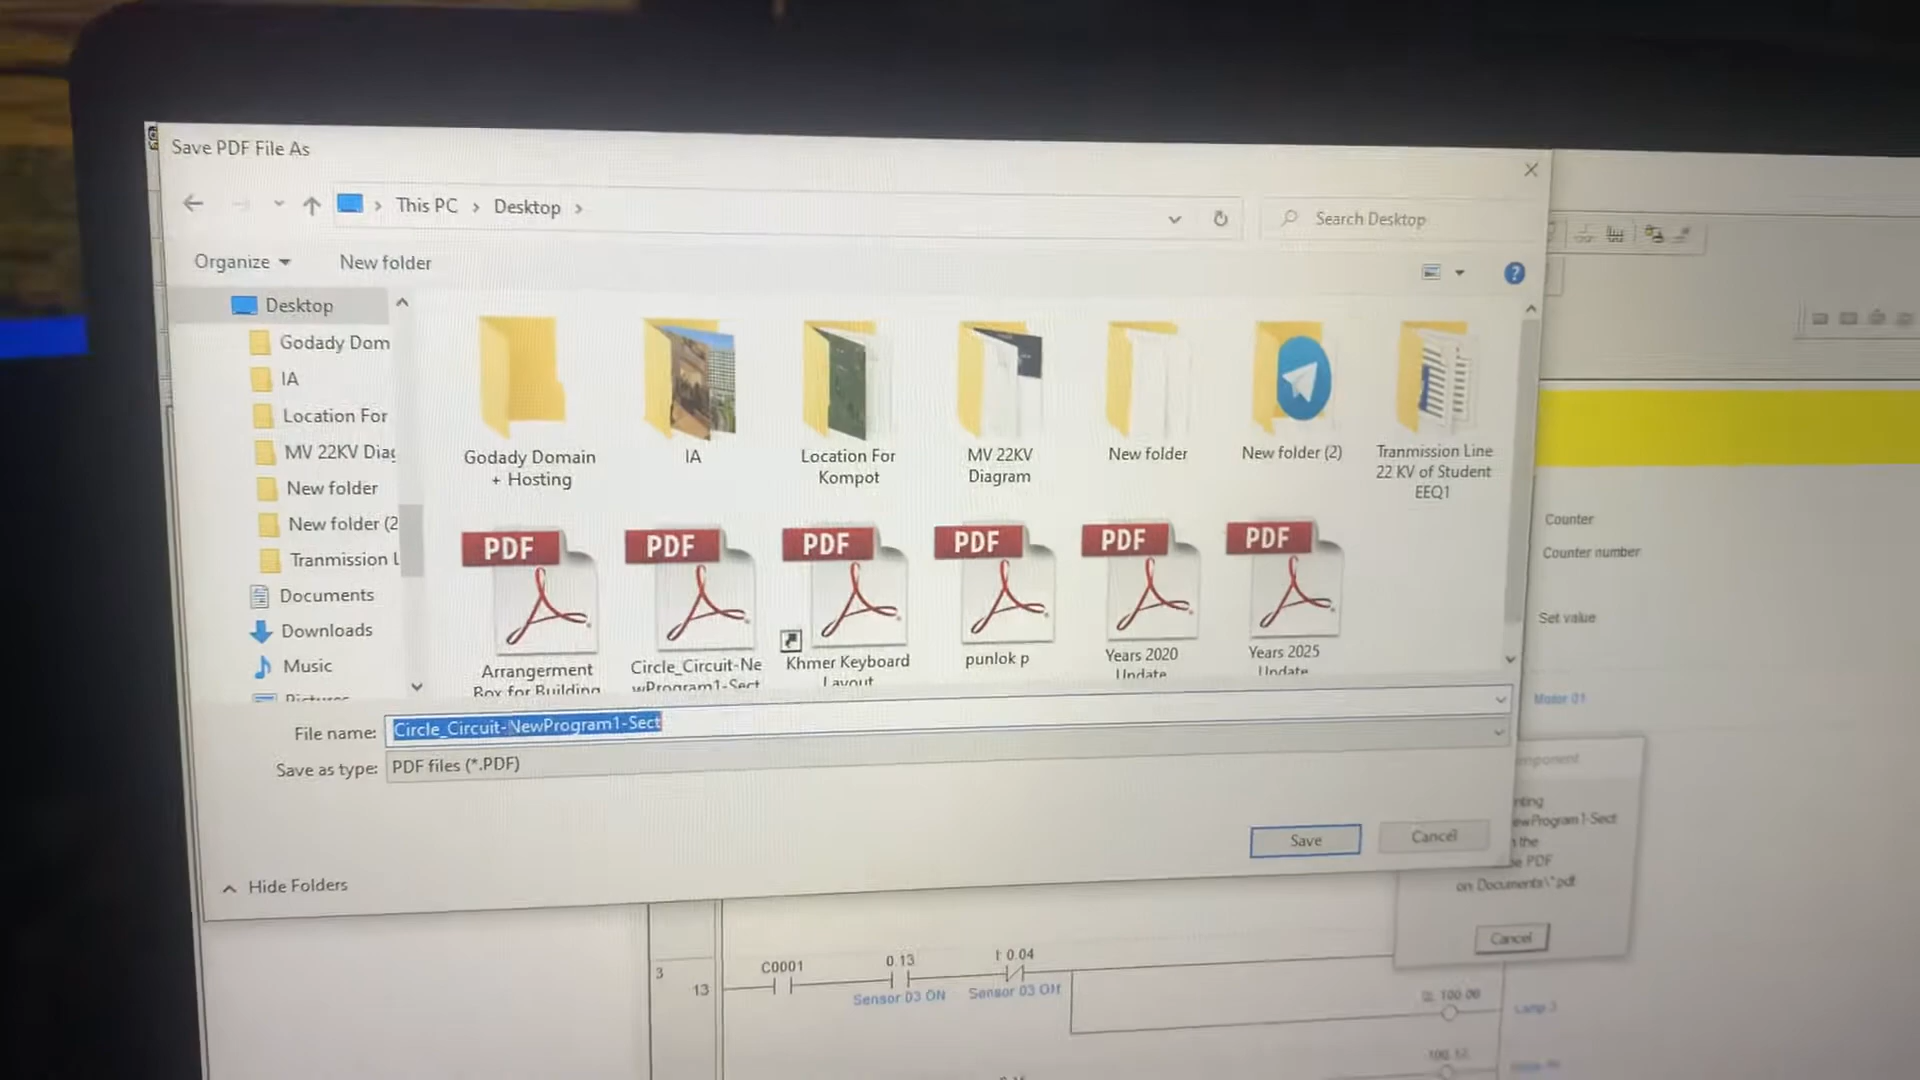 Save PDF File As
This PC
Desktop
Search Desktop
Organize
New folder
Desktop
Godady Dom
IA
Location For
MV 22KV Diag
New folder
New folder (2
Tranmission L
Documents
Downloads
Music
Pictures
Godady Domain
+ Hosting
IA
Location For
Kompot
MV 22KV
Diagram
New folder
New folder (2)
Tranmission Line
22 KV of Student
EEQ1
PDF
PDF
PDF
PDF
PDF
PDF
Arrangerment
Box for Building
Circle_Circuit-Ne
wProgram1-Sect
Khmer Keyboard
Layout
punlok p
Years 2020
Update
Years 2025
Update
File name:
Circle_Circuit-NewProgram1-Sect
Save as type:
PDF files (*.PDF)
Save
Cancel
Hide Folders
Counter
Counter number
Set value
Motor 01
mponent
nting
ewProgram1-Sect
n the
e PDF
on Documents\*.pdf
Cancel
3
13
C0001
0.13
Sensor 03 ON
I: 0.04
Sensor 03 Off
Q: 100.00
Lamp 3